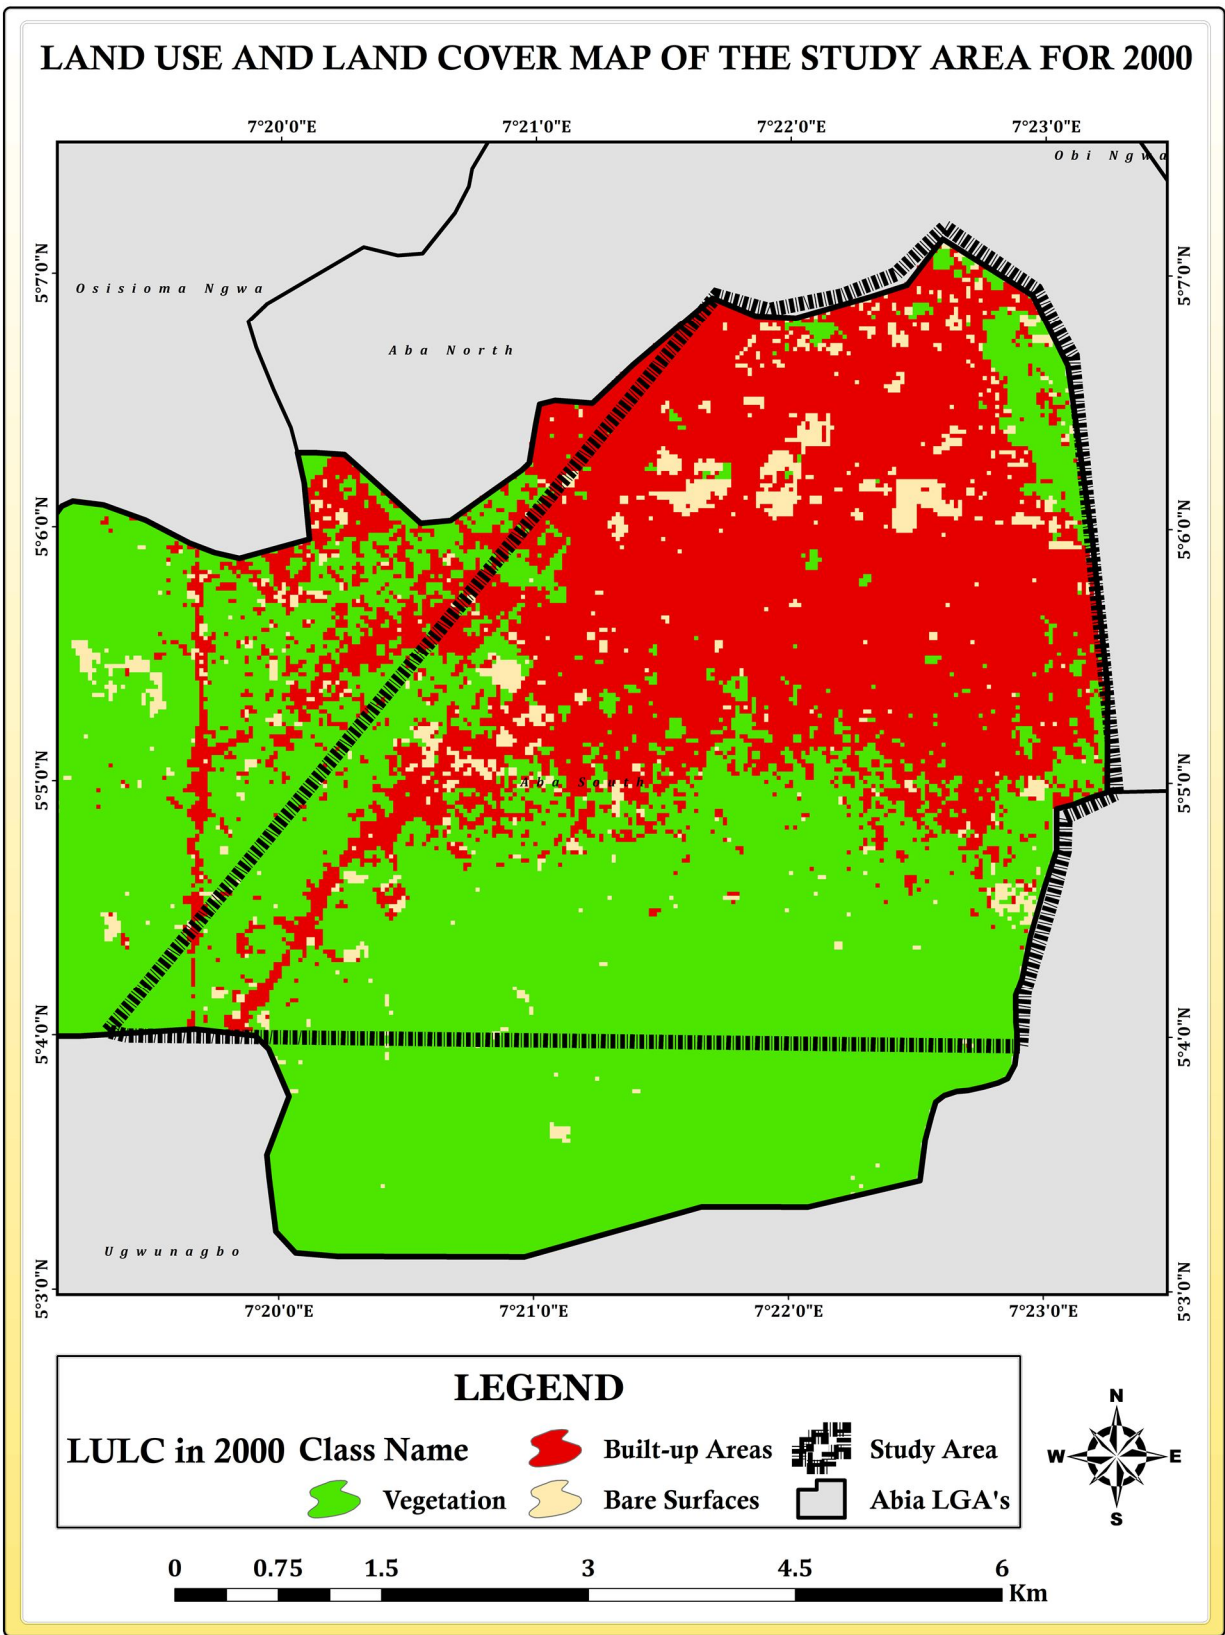 LAND USE AND LAND COVER MAP OF THE STUDY AREA FOR 2000
7°20'0"E 7°21'0"E 7°22'0"E 7°23'0"E
Obi Ngwa
5°7'0"N 5°7'0"N
Osisioma Ngwa
Aba North
5°6'0"N 5°6'0"N
Aba South
5°5'0"N 5°5'0"N
5°4'0"N 5°4'0"N
Ugwunagbo
5°3'0"N 5°3'0"N
7°20'0"E 7°21'0"E 7°22'0"E 7°23'0"E
LEGEND
LULC in 2000 Class Name Built-up Areas Study Area
Vegetation Bare Surfaces Abia LGA's
N
W E
S
0 0.75 1.5 3 4.5 6
Km